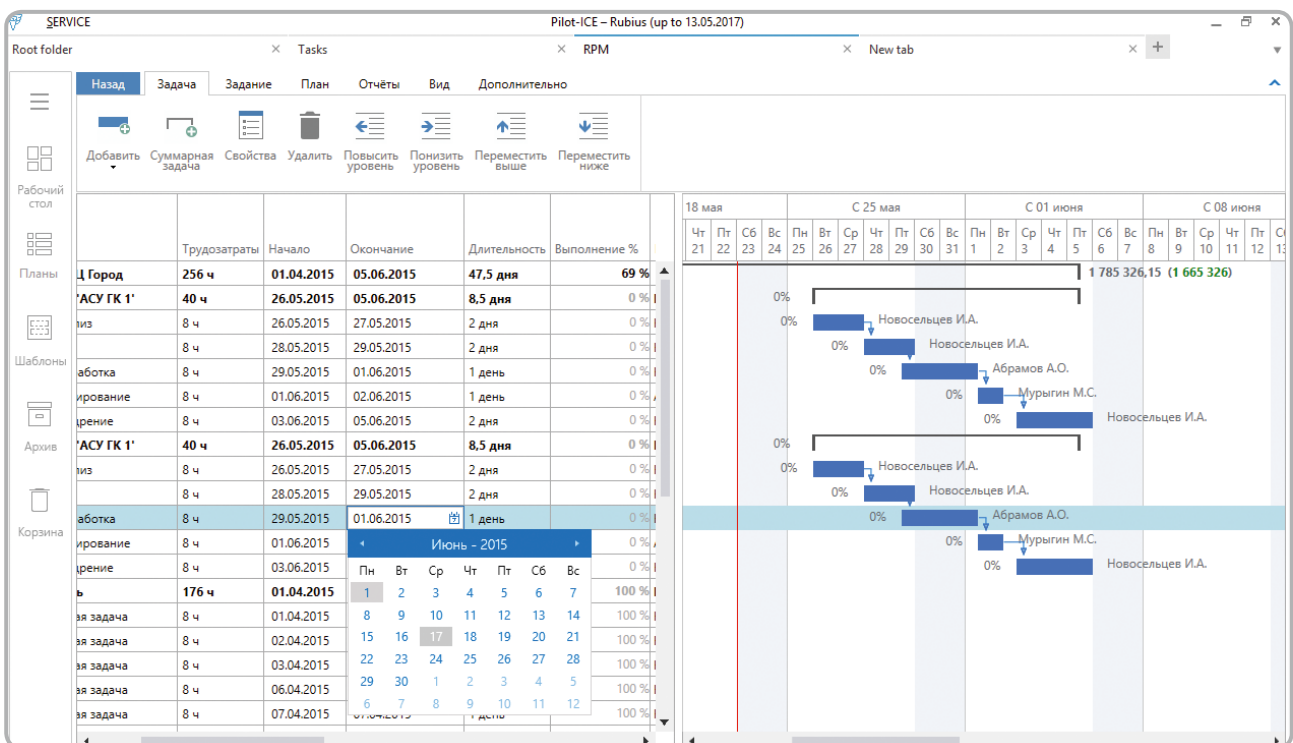 SERVICE
Pilot-ICE – Rubius (up to 13.05.2017)
Root folder
Tasks
RPM
New tab
Назад Задача Задание План Отчёты Вид Дополнительно
Добавить
Суммарная задача
Свойства
Удалить
Повысить уровень
Понизить уровень
Переместить выше
Переместить ниже
Рабочий стол
Планы
Шаблоны
Архив
Корзина
Трудозатраты Начало Окончание Длительность Выполнение %
Ц Город 256 ч 01.04.2015 05.06.2015 47,5 дня 69 %
'АСУ ГК 1' 40 ч 26.05.2015 05.06.2015 8,5 дня 0 %
из 8 ч 26.05.2015 27.05.2015 2 дня 0 %
8 ч 28.05.2015 29.05.2015 2 дня 0 %
аботка 8 ч 29.05.2015 01.06.2015 1 день 0 %
ирование 8 ч 01.06.2015 02.06.2015 1 день 0 %
дрение 8 ч 03.06.2015 05.06.2015 2 дня 0 %
'АСУ ГК 1' 40 ч 26.05.2015 05.06.2015 8,5 дня 0 %
из 8 ч 26.05.2015 27.05.2015 2 дня 0 %
8 ч 28.05.2015 29.05.2015 2 дня 0 %
аботка 8 ч 29.05.2015 01.06.2015 1 день 0 %
ирование 8 ч 01.06.2015 0 %
дрение 8 ч 03.06.2015 0 %
ь 176 ч 01.04.2015 100 %
ая задача 8 ч 01.04.2015 100 %
ая задача 8 ч 02.04.2015 100 %
ая задача 8 ч 03.04.2015 100 %
ая задача 8 ч 06.04.2015 100 %
ая задача 8 ч 07.04.2015 100 %
Июнь - 2015
Пн Вт Ср Чт Пт Сб Вс
1 2 3 4 5 6 7
8 9 10 11 12 13 14
15 16 17 18 19 20 21
22 23 24 25 26 27 28
29 30 1 2 3 4 5
6 7 8 9 10 11 12
18 мая С 25 мая С 01 июня С 08 июня
Чт Пт Сб Вс Пн Вт Ср Чт Пт Сб Вс Пн Вт Ср Чт Пт Сб Вс Пн Вт Ср Чт Пт
21 22 23 24 25 26 27 28 29 30 31 1 2 3 4 5 6 7 8 9 10 11 12
1 785 326,15 (1 665 326)
0%
0% Новосельцев И.А.
0% Новосельцев И.А.
0% Абрамов А.О.
0% Мурыгин М.С.
0% Новосельцев И.А.
0%
0% Новосельцев И.А.
0% Новосельцев И.А.
0% Абрамов А.О.
0% Мурыгин М.С.
0% Новосельцев И.А.